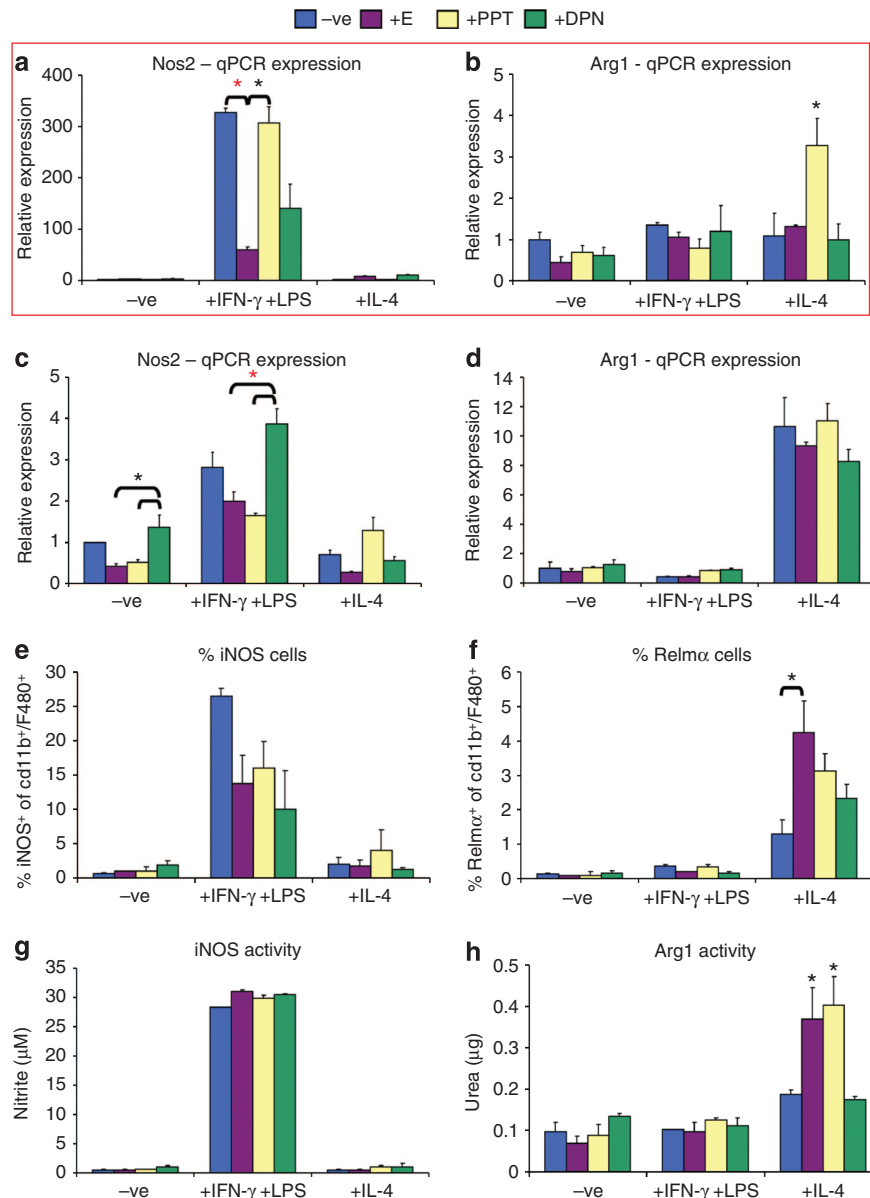 –ve +E +PPT +DPN
a Nos2 – qPCR expression
Relative expression
400
300
200
100
0
* *
–ve +IFN-γ +LPS +IL-4
b Arg1 - qPCR expression
Relative expression
5
4
3
2
1
0
*
–ve +IFN-γ +LPS +IL-4
c Nos2 – qPCR expression
Relative expression
5
4
3
2
1
0
* *
–ve +IFN-γ +LPS +IL-4
d Arg1 - qPCR expression
Relative expression
14
12
10
8
6
4
2
0
–ve +IFN-γ +LPS +IL-4
e % iNOS cells
% iNOS⁺ of cd11b⁺/F480⁺
30
25
20
15
10
5
0
–ve +IFN-γ +LPS +IL-4
f % Relmα cells
% Relmα⁺ of cd11b⁺/F480⁺
6
5
4
3
2
1
0
*
–ve +IFN-γ +LPS +IL-4
g iNOS activity
Nitrite (μM)
35
30
25
20
15
10
5
0
–ve +IFN-γ +LPS +IL-4
h Arg1 activity
Urea (μg)
0.5
0.4
0.3
0.2
0.1
0
* *
–ve +IFN-γ +LPS +IL-4